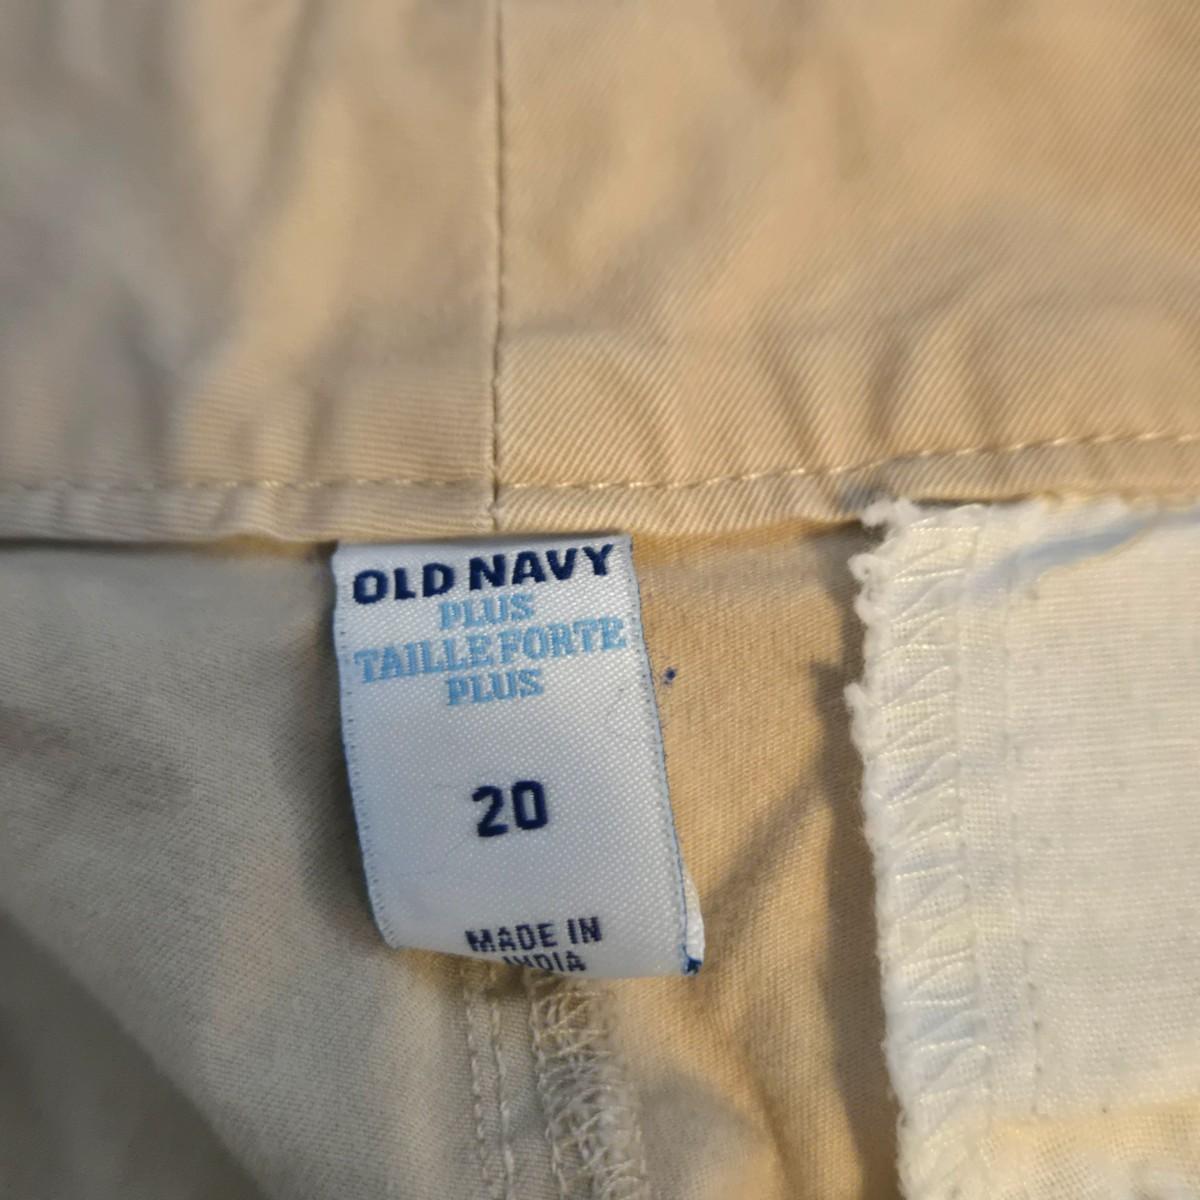 OLD NAVY
PLUS
TAILLE FORTE
PLUS
20
MADE IN
INDIA